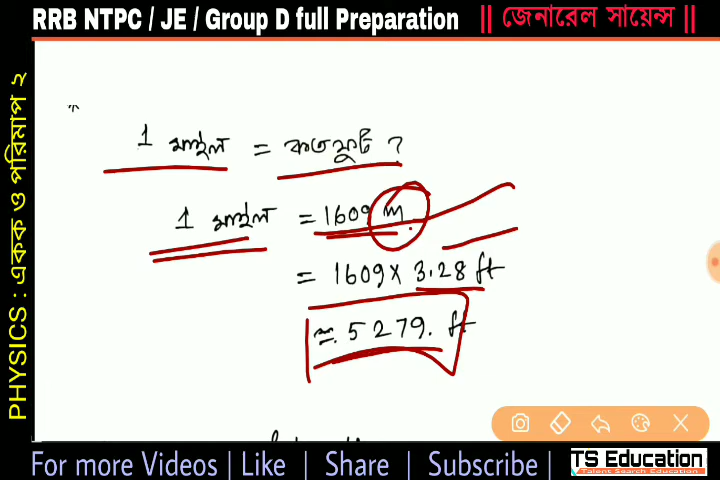 RRB NTPC / JE / Group D full Preparation || জেনারেল সায়েন্স ||
PHYSICS : একক ও পরিমাপ ২
1 মাইল = কত ফুট ?
1 মাইল = 1609 m
= 1609 x 3.28 ft
≃ 5279. ft
For more Videos | Like | Share | Subscribe |
TS Education
Talent Search Education